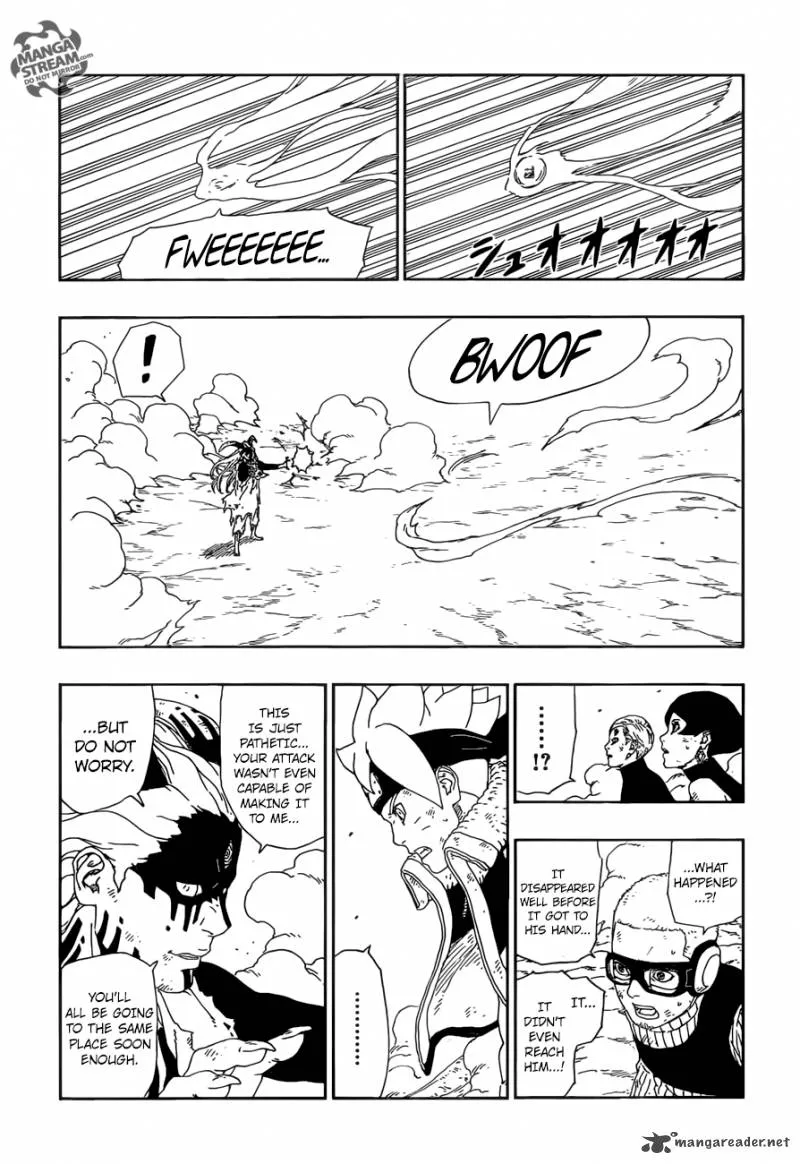 MANGA
STREAM.com
DO NOT MIRROR
シュオオオオオ
FWEEEEEEE...
BWOOF
!
......!?
...WHAT
HAPPENED
...?!
IT
DISAPPEARED
WELL BEFORE
IT GOT TO
HIS HAND...
IT...
IT
DIDN'T
EVEN
REACH
HIM...!
............
THIS
IS JUST
PATHETIC...
YOUR ATTACK
WASN'T EVEN
CAPABLE OF
MAKING IT
TO ME...
...BUT
DO NOT
WORRY.
YOU'LL
ALL BE GOING
TO THE SAME
PLACE SOON
ENOUGH.
mangareader.net